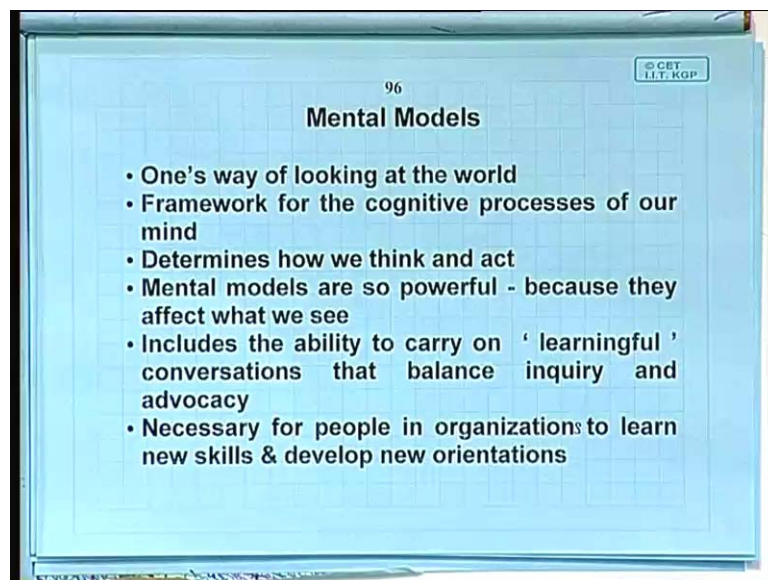 © CET
I.I.T. KGP
96
Mental Models
• One's way of looking at the world
• Framework for the cognitive processes of our
mind
• Determines how we think and act
• Mental models are so powerful - because they
affect what we see
• Includes the ability to carry on ‘ learningful ’
conversations that balance inquiry and
advocacy
• Necessary for people in organizations to learn
new skills & develop new orientations